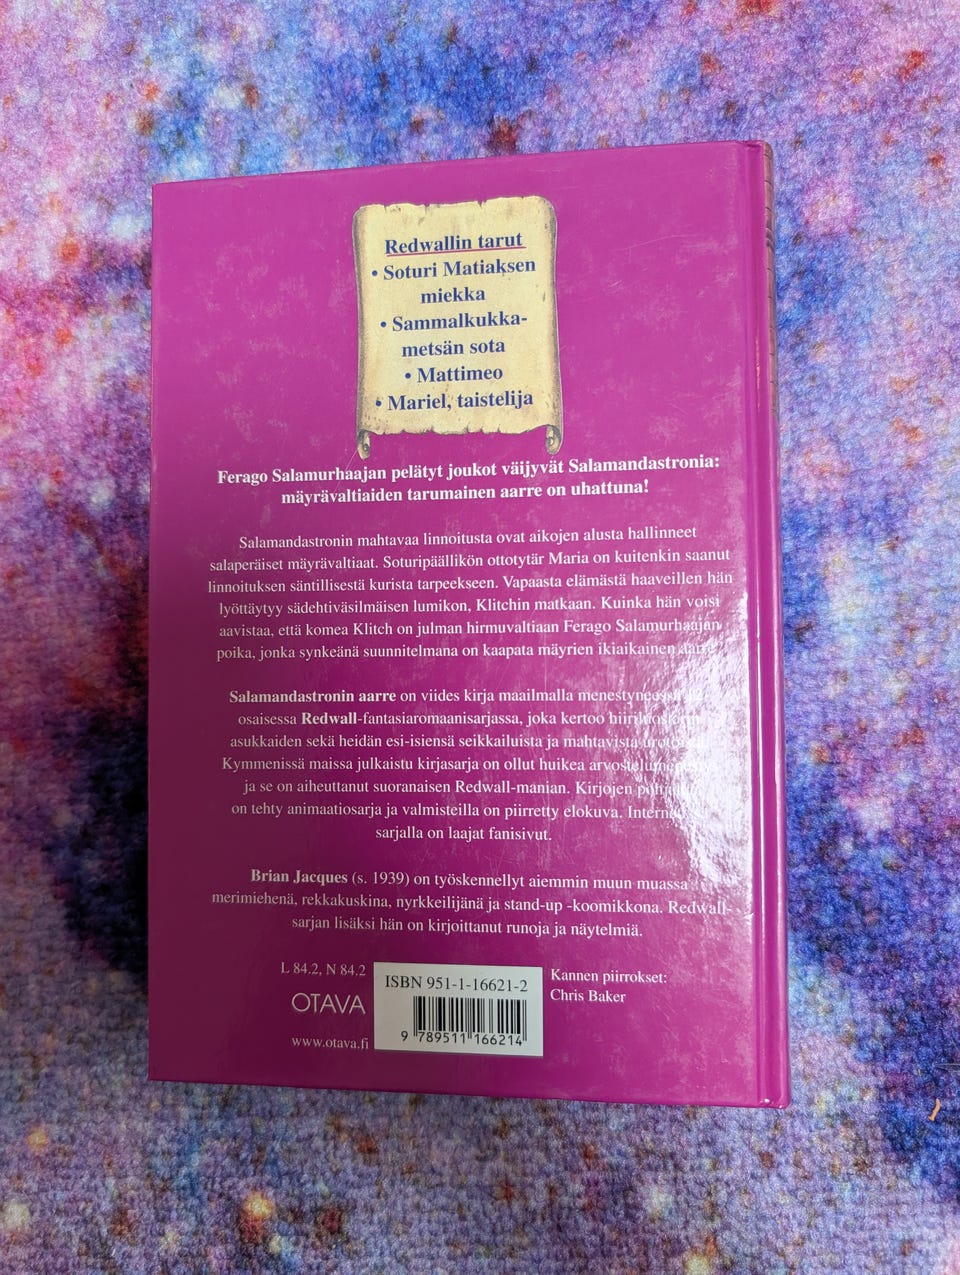 Redwallin tarut
• Soturi Matiaksen
miekka
• Sammalkukka-
metsän sota
• Mattimeo
• Mariel, taistelija
Ferago Salamurhaajan pelätyt joukot väijyvät Salamandastronia:
mäyrävaltiaiden tarumainen aarre on uhattuna!
Salamandastronin mahtavaa linnoitusta ovat aikojen alusta hallinneet
salaperäiset mäyrävaltiaat. Soturipäällikön ottotytär Maria on kuitenkin saanut
linnoituksen säntillisestä kurista tarpeekseen. Vapaasta elämästä haaveillen hän
lyöttäytyy sädehtiväsilmäisen lumikon, Klitchin matkaan. Kuinka hän voisi
aavistaa, että komea Klitch on julman hirmuvaltiaan Ferago Salamurhaajan
poika, jonka synkeänä suunnitelmana on kaapata mäyrien ikiaikainen aarre.
Salamandastronin aarre on viides kirja maailmalla
osaisessa Redwall-fantasiaromaanisarjassa, joka kertoo
asukkaiden sekä heidän esi-isiensä seikkailuista ja mahtavista
Kymmenissä maissa julkaistu kirjasarja on ollut huikea
ja se on aiheuttanut suoranaisen Redwall-manian. Kirjojen
on tehty animaatiosarja ja valmisteilla on piirretty elokuva.
sarjalla on laajat fanisivut.
Brian Jacques (s. 1939) on työskennellyt aiemmin muun muassa
merimiehenä, rekkakuskina, nyrkkeilijänä ja stand-up -koomikkona. Redwall-
sarjan lisäksi hän on kirjoittanut runoja ja näytelmiä.
L 84.2, N 84.2
OTAVA
www.otava.fi
ISBN 951-1-16621-2
9 789511 166214
Kannen piirrokset:
Chris Baker